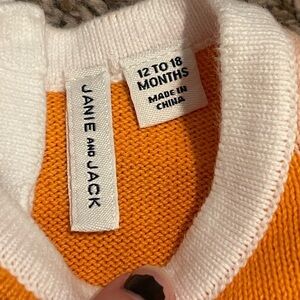 JANIE AND JACK
12 TO 18
MONTHS
MADE IN
CHINA